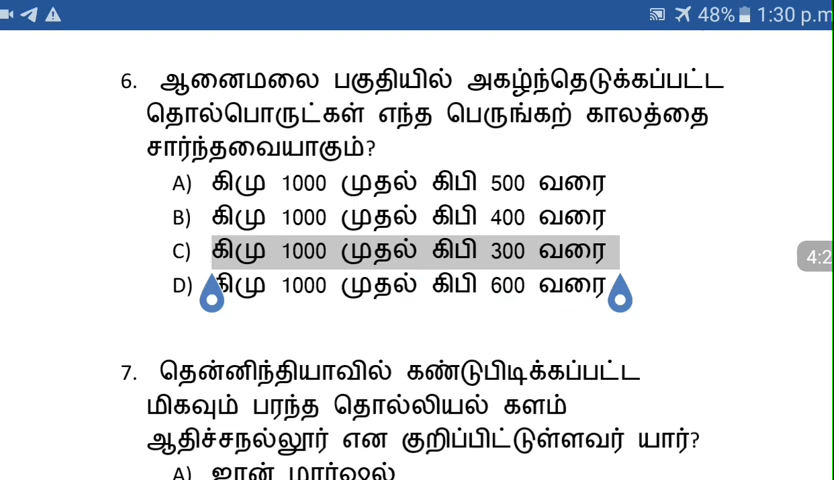 48% 1:30 p.m
6. ஆனைமலை பகுதியில் அகழ்ந்தெடுக்கப்பட்ட
தொல்பொருட்கள் எந்த பெருங்கற் காலத்தை
சார்ந்தவையாகும்?
A) கிமு 1000 முதல் கிபி 500 வரை
B) கிமு 1000 முதல் கிபி 400 வரை
C) கிமு 1000 முதல் கிபி 300 வரை
4:2
D) கிமு 1000 முதல் கிபி 600 வரை
7. தென்னிந்தியாவில் கண்டுபிடிக்கப்பட்ட
மிகவும் பரந்த தொல்லியல் களம்
ஆதிச்சநல்லூர் என குறிப்பிட்டுள்ளவர் யார்?
A) ஜான் மார்ஷல்